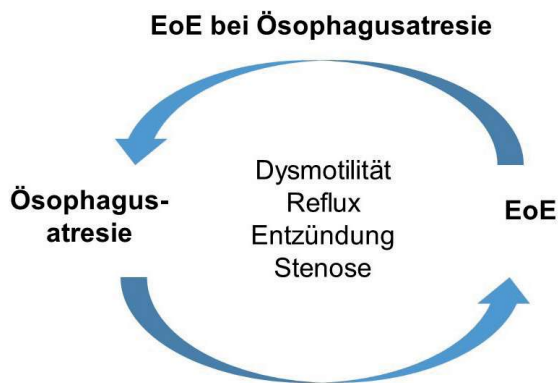 EoE bei Ösophagusatresie
Dysmotilität
Reflux
Entzündung
Stenose
Ösophagus-
atresie
EoE